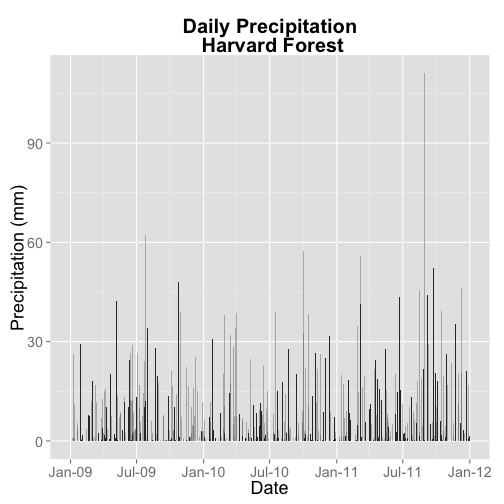 Daily Precipitation
Harvard Forest
Precipitation (mm)
90
60
30
0
Jan-09 Jul-09 Jan-10 Jul-10 Jan-11 Jul-11 Jan-12
Date